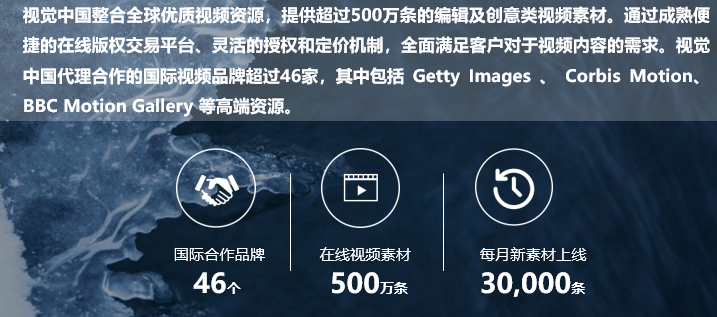 视觉中国整合全球优质视频资源，提供超过500万条的编辑及创意类视频素材。通过成熟便
捷的在线版权交易平台、灵活的授权和定价机制，全面满足客户对于视频内容的需求。视觉
中国代理合作的国际视频品牌超过46家，其中包括 Getty Images 、 Corbis Motion、
BBC Motion Gallery 等高端资源。
国际合作品牌
46个
在线视频素材
500万条
每月新素材上线
30,000条